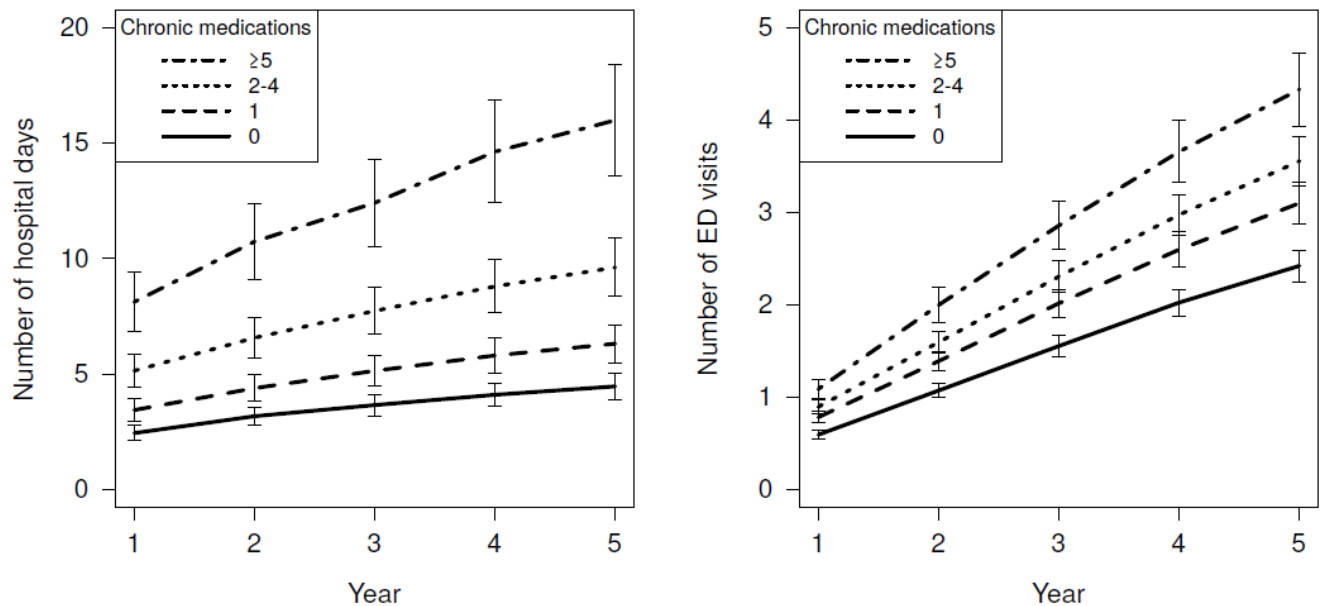 Chronic medications
≥5
2-4
1
0
20
15
10
5
0
Number of hospital days
1 2 3 4 5
Year
Chronic medications
≥5
2-4
1
0
5
4
3
2
1
0
Number of ED visits
1 2 3 4 5
Year